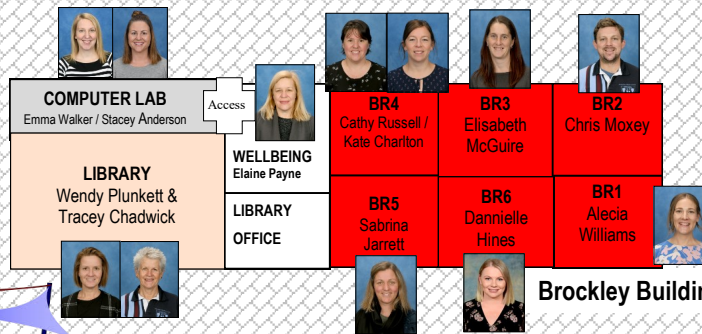 COMPUTER LAB
Emma Walker / Stacey Anderson
Access
LIBRARY
Wendy Plunkett &
Tracey Chadwick
WELLBEING
Elaine Payne
LIBRARY
OFFICE
BR4
Cathy Russell /
Kate Charlton
BR3
Elisabeth
McGuire
BR2
Chris Moxey
BR5
Sabrina
Jarrett
BR6
Dannielle
Hines
BR1
Alecia
Williams
Brockley Buildin